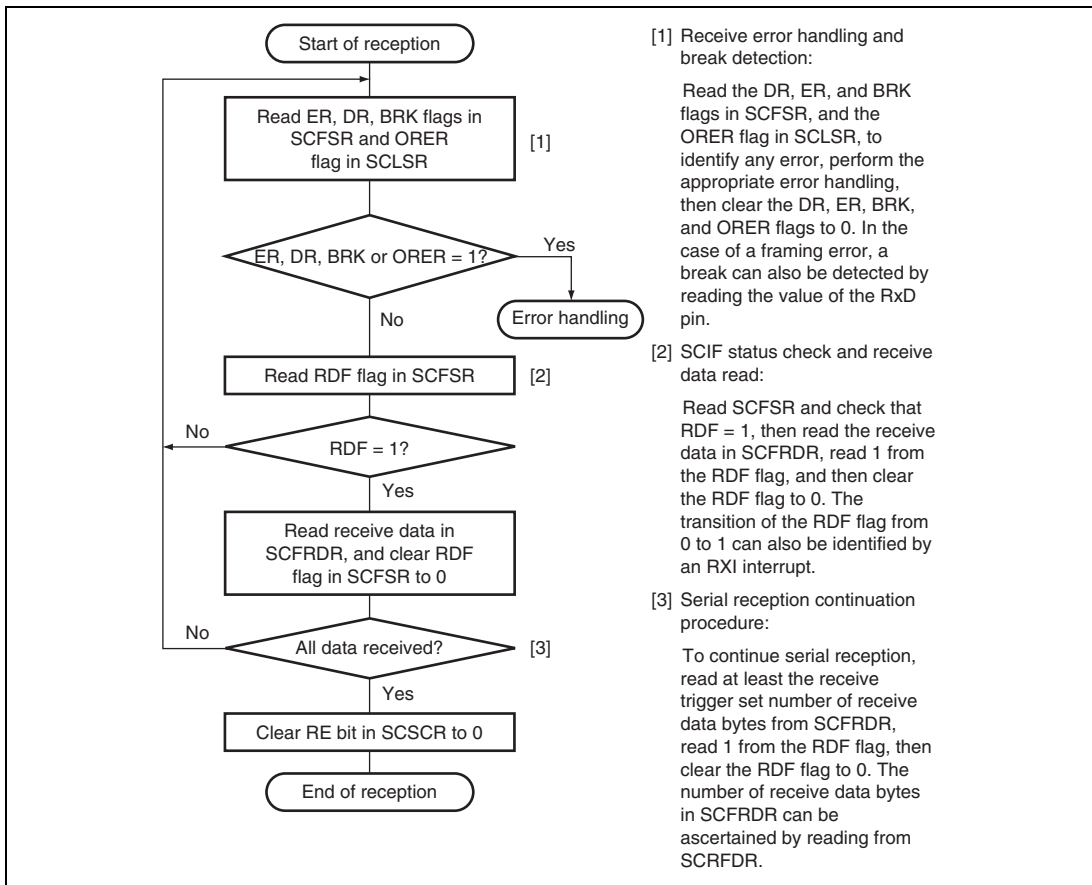 Start of reception
Read ER, DR, BRK flags in
SCFSR and ORER
flag in SCLSR
[1]
ER, DR, BRK or ORER = 1?
Yes
Error handling
No
Read RDF flag in SCFSR
[2]
No
RDF = 1?
Yes
Read receive data in
SCFRDR, and clear RDF
flag in SCFSR to 0
No
All data received?
[3]
Yes
Clear RE bit in SCSCR to 0
End of reception
[1] Receive error handling and
break detection:
Read the DR, ER, and BRK
flags in SCFSR, and the
ORER flag in SCLSR, to
identify any error, perform the
appropriate error handling,
then clear the DR, ER, BRK,
and ORER flags to 0. In the
case of a framing error, a
break can also be detected by
reading the value of the RxD
pin.
[2] SCIF status check and receive
data read:
Read SCFSR and check that
RDF = 1, then read the receive
data in SCFRDR, read 1 from
the RDF flag, and then clear
the RDF flag to 0. The
transition of the RDF flag from
0 to 1 can also be identified by
an RXI interrupt.
[3] Serial reception continuation
procedure:
To continue serial reception,
read at least the receive
trigger set number of receive
data bytes from SCFRDR,
read 1 from the RDF flag, then
clear the RDF flag to 0. The
number of receive data bytes
in SCFRDR can be
ascertained by reading from
SCRFDR.